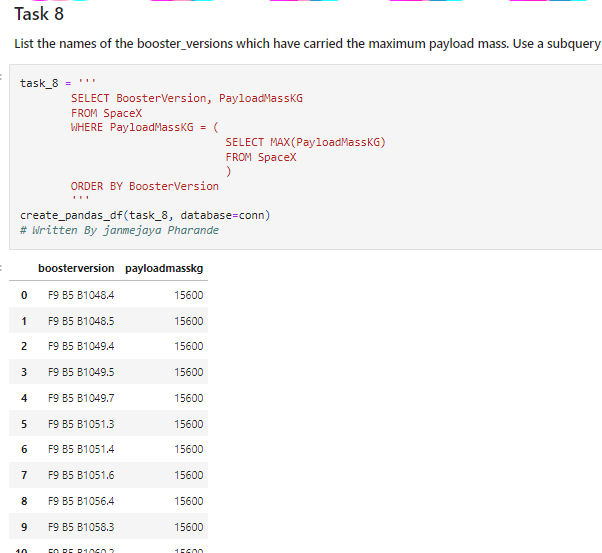 Task 8
List the names of the booster_versions which have carried the maximum payload mass. Use a subquery
task_8 = '''
SELECT BoosterVersion, PayloadMassKG
FROM SpaceX
WHERE PayloadMassKG = (
SELECT MAX(PayloadMassKG)
FROM SpaceX
)
ORDER BY BoosterVersion
'''
create_pandas_df(task_8, database=conn)
# Written By janmejaya Pharande
boosterversion payloadmasskg
0 F9 B5 B1048.4 15600
1 F9 B5 B1048.5 15600
2 F9 B5 B1049.4 15600
3 F9 B5 B1049.5 15600
4 F9 B5 B1049.7 15600
5 F9 B5 B1051.3 15600
6 F9 B5 B1051.4 15600
7 F9 B5 B1051.6 15600
8 F9 B5 B1056.4 15600
9 F9 B5 B1058.3 15600
10 F9 B5 B1060.2 15600